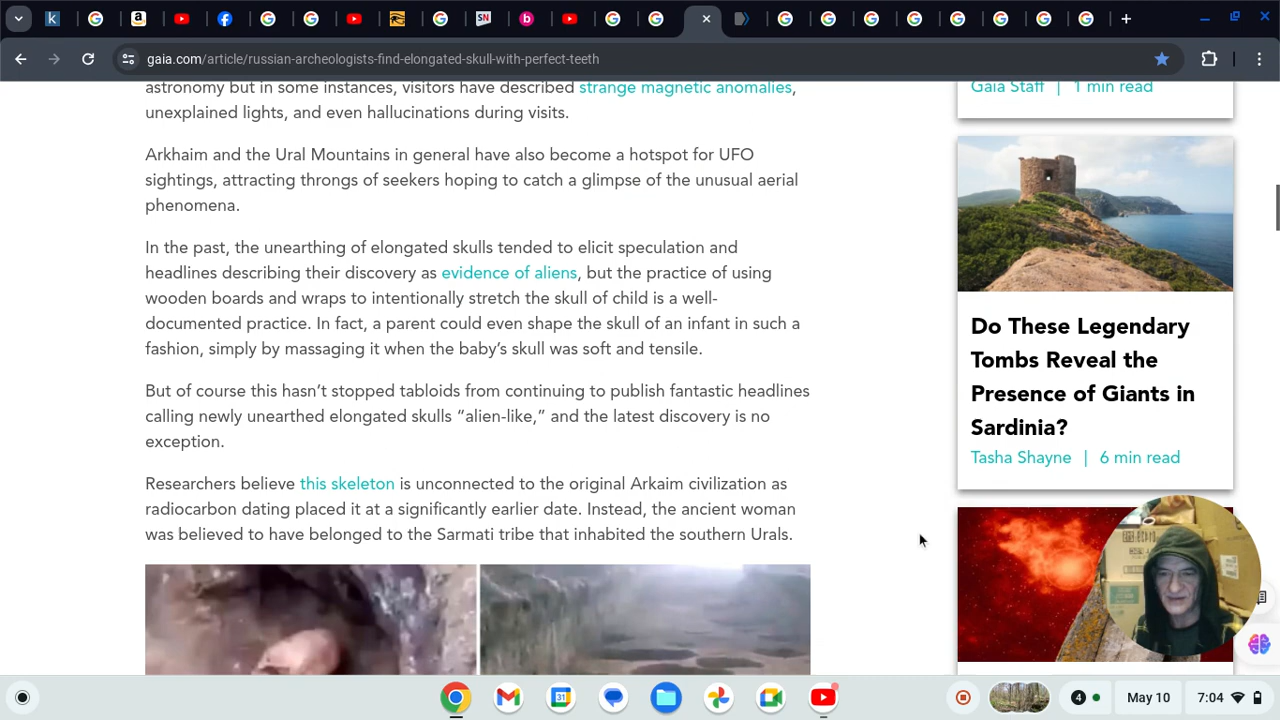 gaia.com/article/russian-archeologists-find-elongated-skull-with-perfect-teeth
astronomy but in some instances, visitors have described strange magnetic anomalies,
unexplained lights, and even hallucinations during visits.
Arkhaim and the Ural Mountains in general have also become a hotspot for UFO
sightings, attracting throngs of seekers hoping to catch a glimpse of the unusual aerial
phenomena.
In the past, the unearthing of elongated skulls tended to elicit speculation and
headlines describing their discovery as evidence of aliens, but the practice of using
wooden boards and wraps to intentionally stretch the skull of child is a well-
documented practice. In fact, a parent could even shape the skull of an infant in such a
fashion, simply by massaging it when the baby’s skull was soft and tensile.
But of course this hasn’t stopped tabloids from continuing to publish fantastic headlines
calling newly unearthed elongated skulls “alien-like,” and the latest discovery is no
exception.
Researchers believe this skeleton is unconnected to the original Arkaim civilization as
radiocarbon dating placed it at a significantly earlier date. Instead, the ancient woman
was believed to have belonged to the Sarmati tribe that inhabited the southern Urals.
Gaia Staff | 1 min read
Do These Legendary
Tombs Reveal the
Presence of Giants in
Sardinia?
Tasha Shayne | 6 min read
4
May 10
7:04